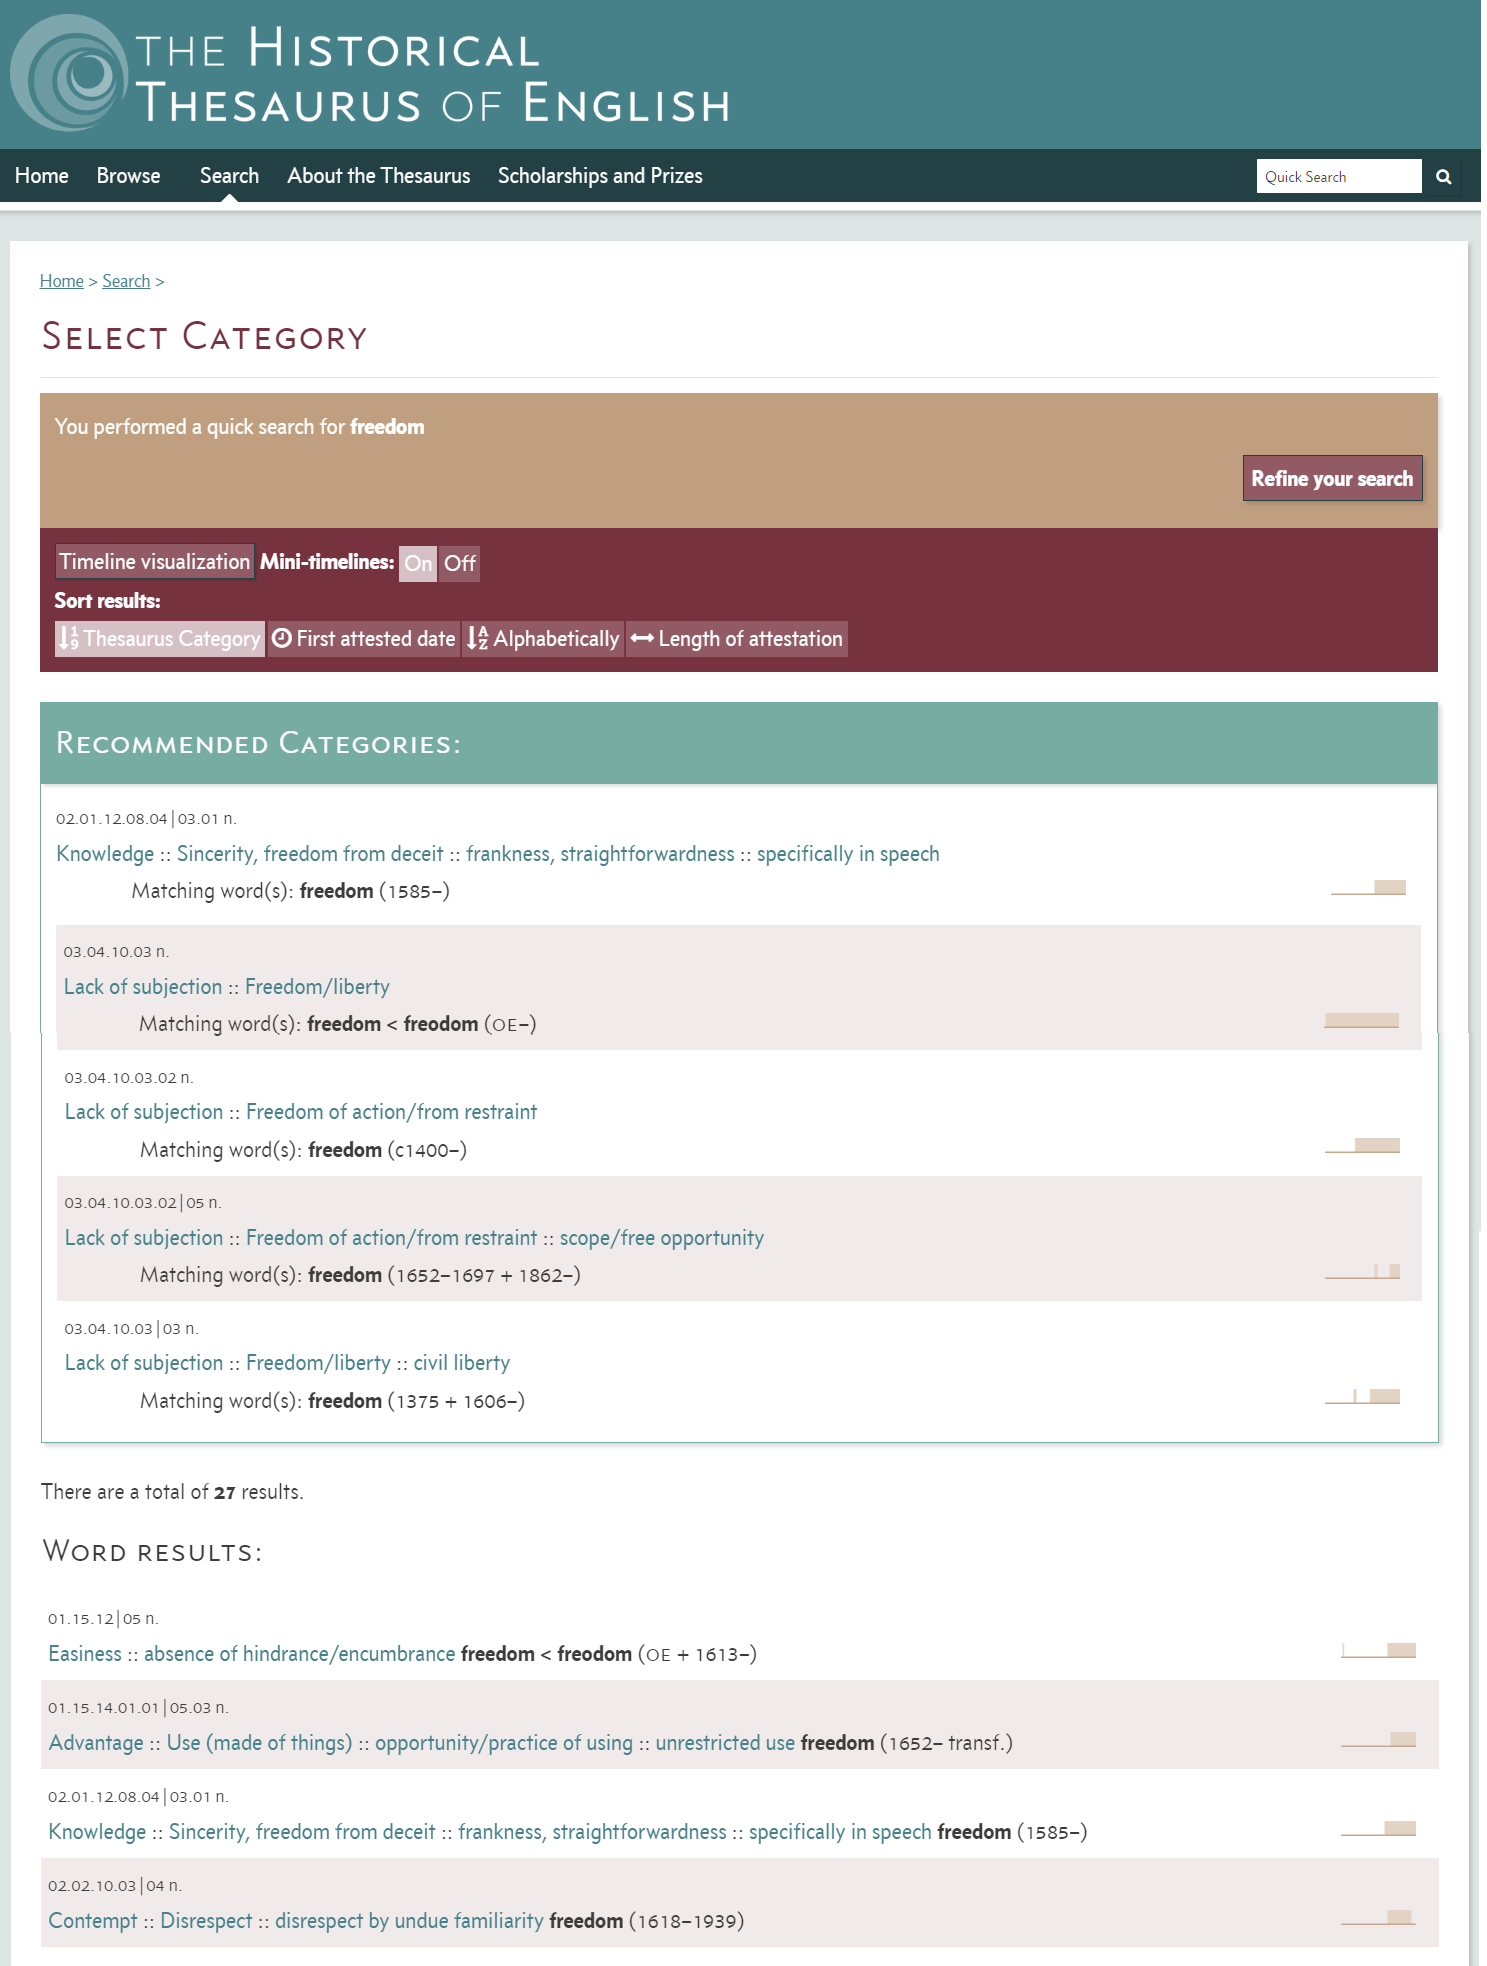 THE HISTORICAL
THESAURUS OF ENGLISH
Home Browse Search About the Thesaurus Scholarships and Prizes Quick Search
Home > Search >
SELECT CATEGORY
You performed a quick search for freedom
Refine your search
Timeline visualization Mini-timelines: On Off
Sort results:
Thesaurus Category First attested date Alphabetically Length of attestation
RECOMMENDED CATEGORIES:
02.01.12.08.04|03.01 n.
Knowledge :: Sincerity, freedom from deceit :: frankness, straightforwardness :: specifically in speech
Matching word(s): freedom (1585–)
03.04.10.03 n.
Lack of subjection :: Freedom/liberty
Matching word(s): freedom < freodom (OE–)
03.04.10.03.02 n.
Lack of subjection :: Freedom of action/from restraint
Matching word(s): freedom (c1400–)
03.04.10.03.02|05 n.
Lack of subjection :: Freedom of action/from restraint :: scope/free opportunity
Matching word(s): freedom (1652–1697 + 1862–)
03.04.10.03|03 n.
Lack of subjection :: Freedom/liberty :: civil liberty
Matching word(s): freedom (1375 + 1606–)
There are a total of 27 results.
WORD RESULTS:
01.15.12|05 n.
Easiness :: absence of hindrance/encumbrance freedom < freodom (OE + 1613–)
01.15.14.01.01|05.03 n.
Advantage :: Use (made of things) :: opportunity/practice of using :: unrestricted use freedom (1652– transf.)
02.01.12.08.04|03.01 n.
Knowledge :: Sincerity, freedom from deceit :: frankness, straightforwardness :: specifically in speech freedom (1585–)
02.02.10.03|04 n.
Contempt :: Disrespect :: disrespect by undue familiarity freedom (1618–1939)